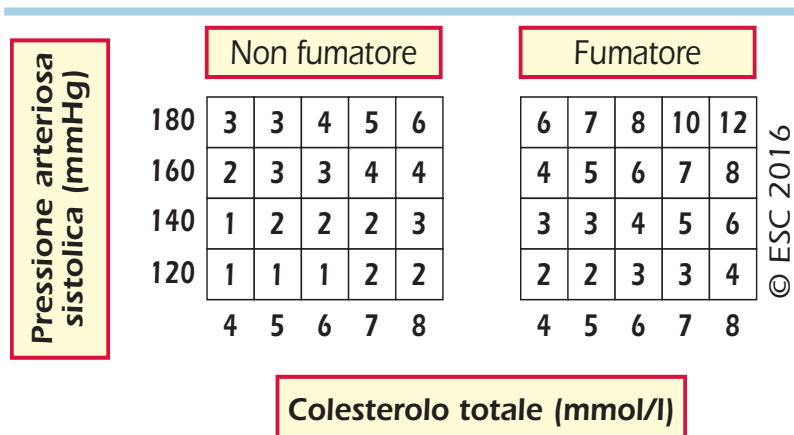 Non fumatore Fumatore
Pressione arteriosa
sistolica (mmHg)
180 3 3 4 5 6 6 7 8 10 12
160 2 3 3 4 4 4 5 6 7 8
140 1 2 2 2 3 3 3 4 5 6
120 1 1 1 2 2 2 2 3 3 4
4 5 6 7 8 4 5 6 7 8
© ESC 2016
Colesterolo totale (mmol/l)